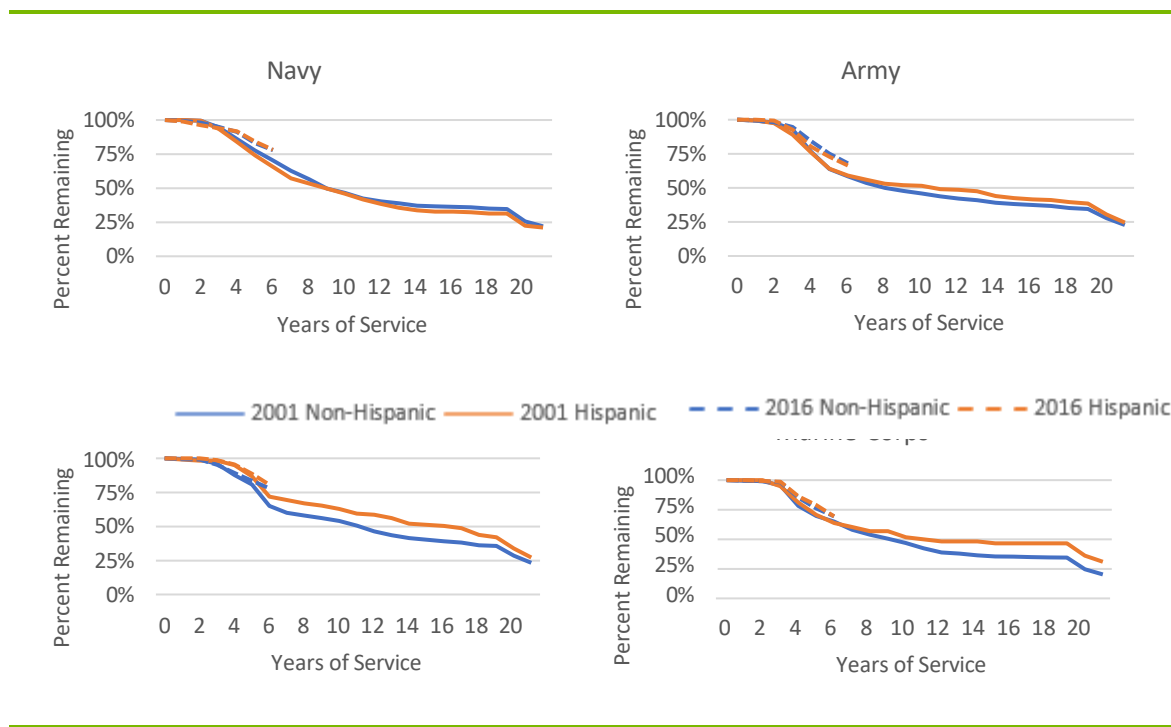 Navy
Percent Remaining
100%
75%
50%
25%
0%
0 2 4 6 8 10 12 14 16 18 20
Years of Service
Army
Percent Remaining
100%
75%
50%
25%
0%
0 2 4 6 8 10 12 14 16 18 20
Years of Service
2001 Non-Hispanic 2001 Hispanic 2016 Non-Hispanic 2016 Hispanic
Percent Remaining
100%
75%
50%
25%
0%
0 2 4 6 8 10 12 14 16 18 20
Years of Service
Marine Corps
Percent Remaining
100%
75%
50%
25%
0%
0 2 4 6 8 10 12 14 16 18 20
Years of Service